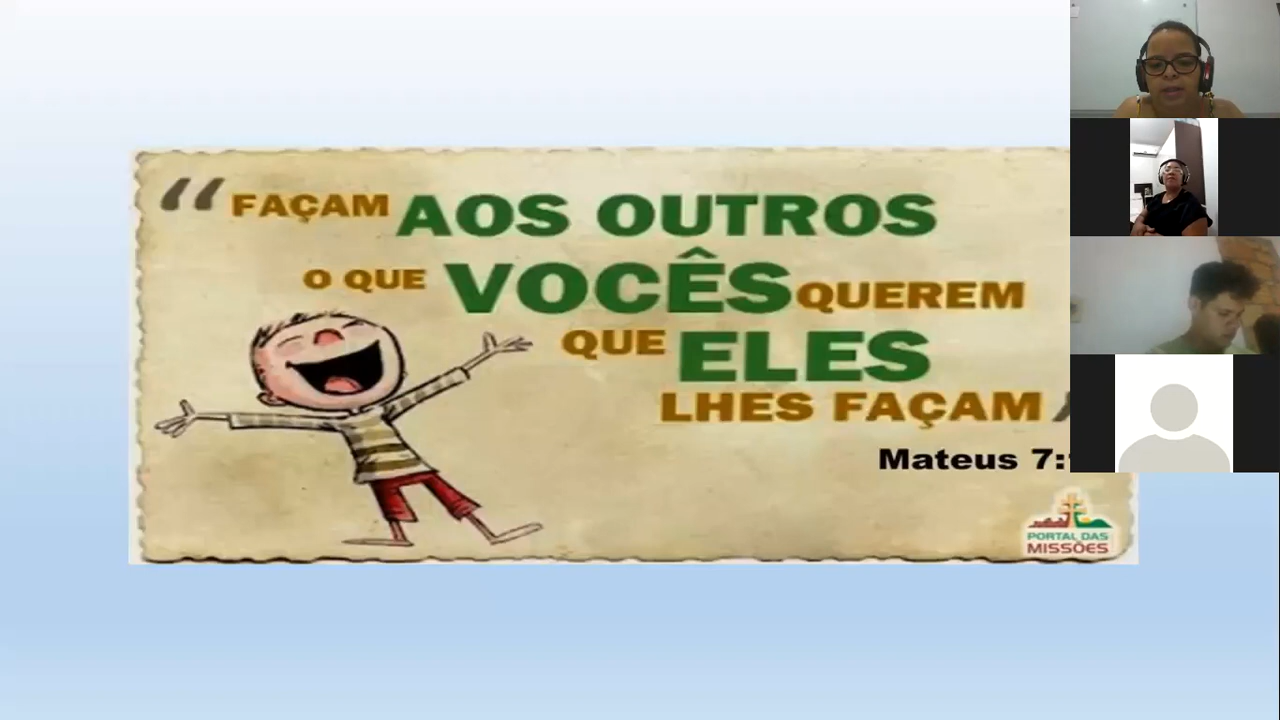 “ FAÇAM AOS OUTROS
O QUE VOCÊS QUEREM
QUE ELES
LHES FAÇAM
Mateus 7:
PORTAL DAS
MISSÕES